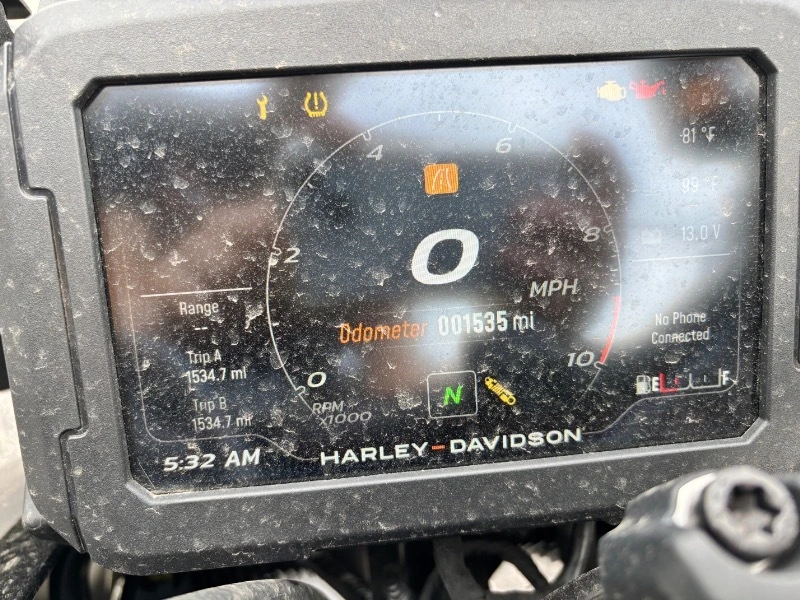 4 6
81 °F
99 °F
2 0 8
13.0 V
MPH
Range
--
Odometer 001535 mi
No Phone
Connected
Trip A
1534.7 mi
10
0
N
E F
Trip B
1534.7 mi
RPM
x1000
5:32 AM
HARLEY-DAVIDSON